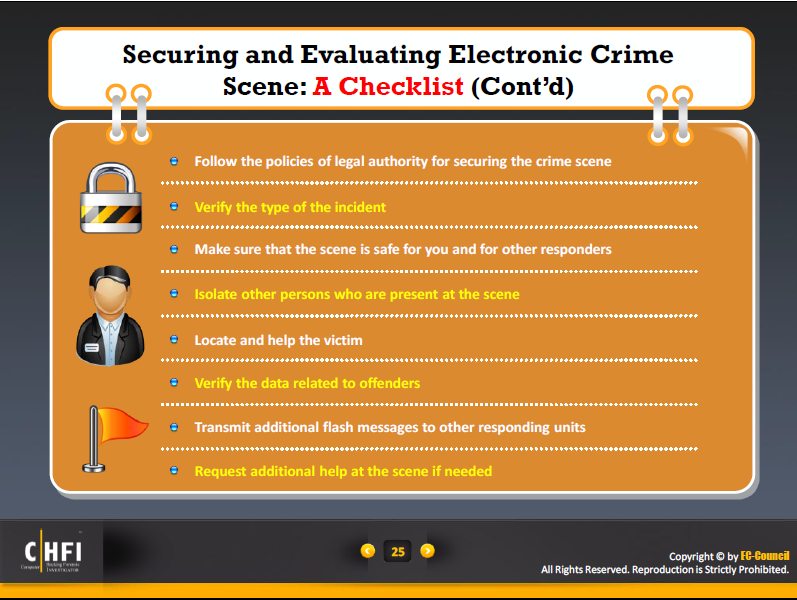 Securing and Evaluating Electronic Crime
Scene: A Checklist (Cont’d)
Follow the policies of legal authority for securing the crime scene
Verify the type of the incident
Make sure that the scene is safe for you and for other responders
Isolate other persons who are present at the scene
Locate and help the victim
Verify the data related to offenders
Transmit additional flash messages to other responding units
Request additional help at the scene if needed
CHFI
Computer Hacking Forensic
INVESTIGATOR
25
Copyright © by EC-Council
All Rights Reserved. Reproduction is Strictly Prohibited.